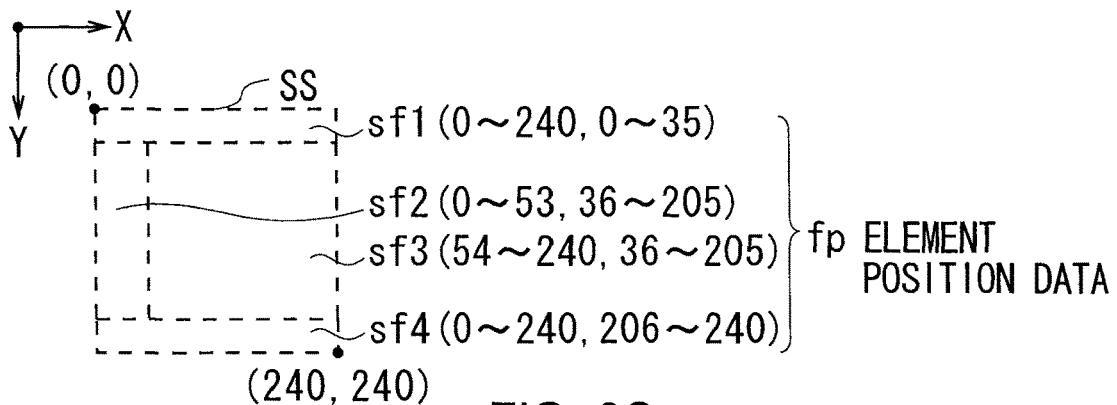 X
(0, 0)
SS
Y
sf1(0～240, 0～35)
sf2(0～53, 36～205)
sf3(54～240, 36～205)
fp ELEMENT
POSITION DATA
sf4(0～240, 206～240)
(240, 240)